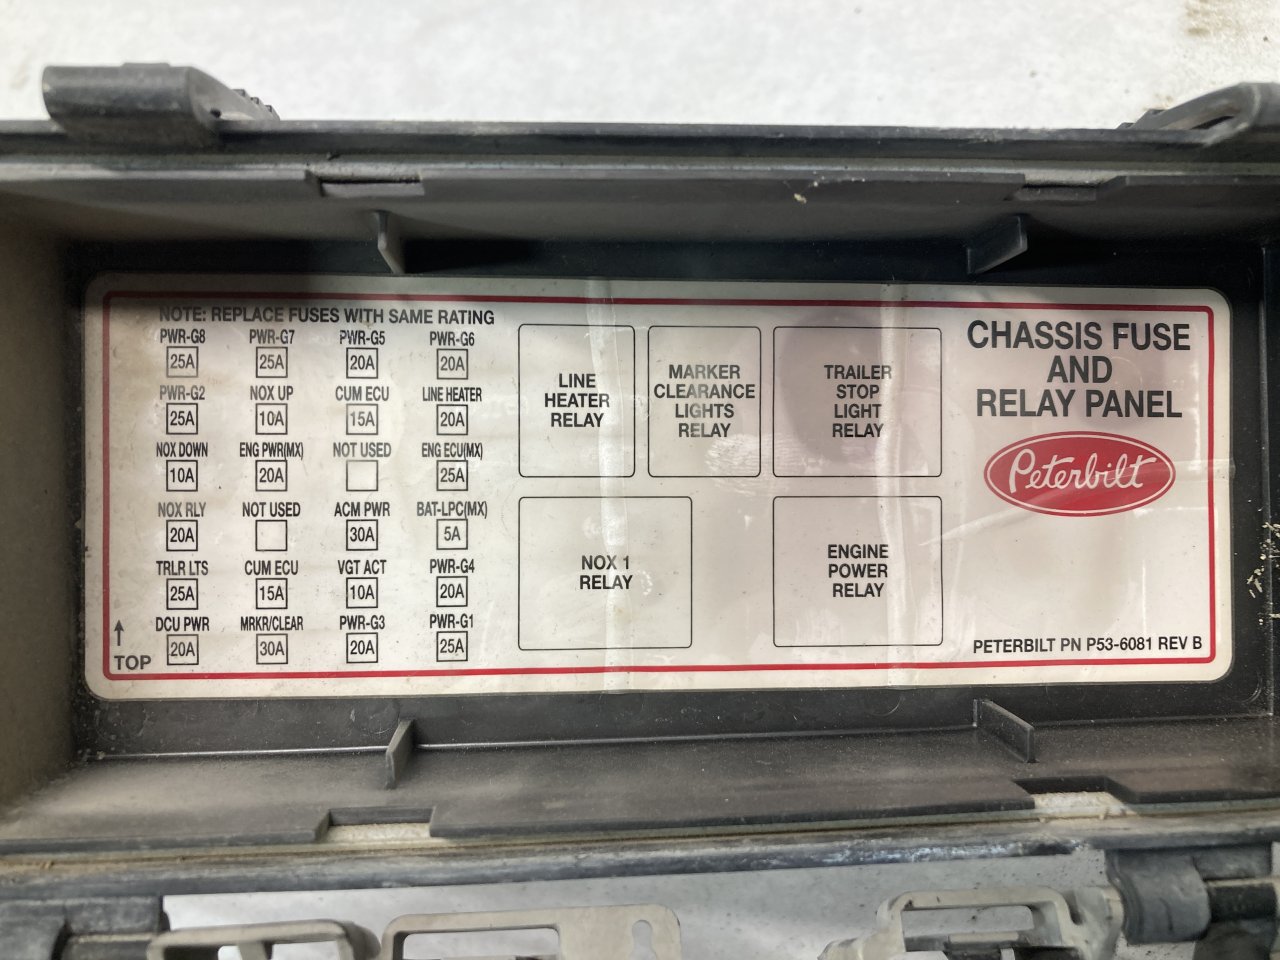 NOTE: REPLACE FUSES WITH SAME RATING
PWR-G8 PWR-G7 PWR-G5 PWR-G6
25A 25A 20A 20A
PWR-G2 NOX UP CUM ECU LINE HEATER
25A 10A 15A 20A
NOX DOWN ENG PWR(MX) NOT USED ENG ECU(MX)
10A 20A 25A
NOX RLY NOT USED ACM PWR BAT-LPC(MX)
20A 30A 5A
TRLR LTS CUM ECU VGT ACT PWR-G4
25A 15A 10A 20A
DCU PWR MRKR/CLEAR PWR-G3 PWR-G1
20A 30A 20A 25A
TOP
LINE
HEATER
RELAY
MARKER
CLEARANCE
LIGHTS
RELAY
TRAILER
STOP
LIGHT
RELAY
NOX 1
RELAY
ENGINE
POWER
RELAY
CHASSIS FUSE
AND
RELAY PANEL
Peterbilt
PETERBILT PN P53-6081 REV B